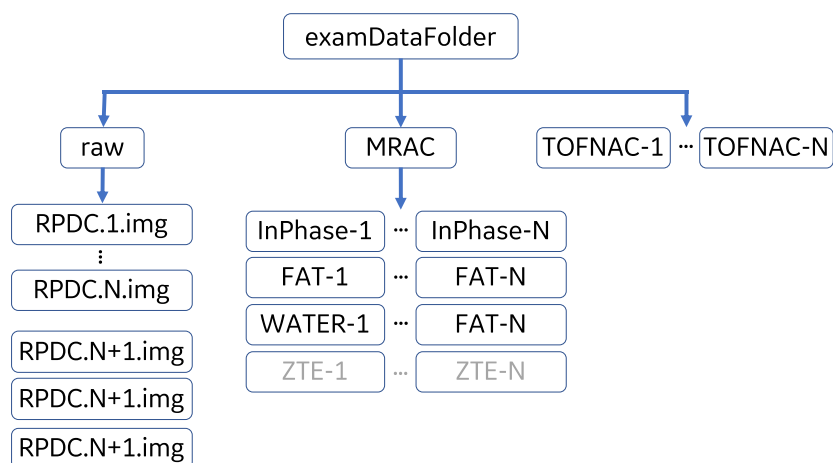 examDataFolder
raw
MRAC
TOFNAC-1 ... TOFNAC-N
RPDC.1.img
...
RPDC.N.img
RPDC.N+1.img
RPDC.N+1.img
RPDC.N+1.img
InPhase-1 ... InPhase-N
FAT-1 ... FAT-N
WATER-1 ... FAT-N
ZTE-1 ... ZTE-N